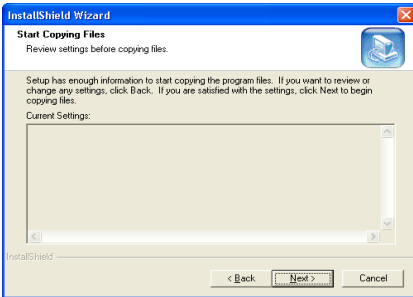 InstallShield Wizard
Start Copying Files
Review settings before copying files.
Setup has enough information to start copying the program files. If you want to review or
change any settings, click Back. If you are satisfied with the settings, click Next to begin
copying files.
Current Settings:
InstallShield
< Back
Next >
Cancel